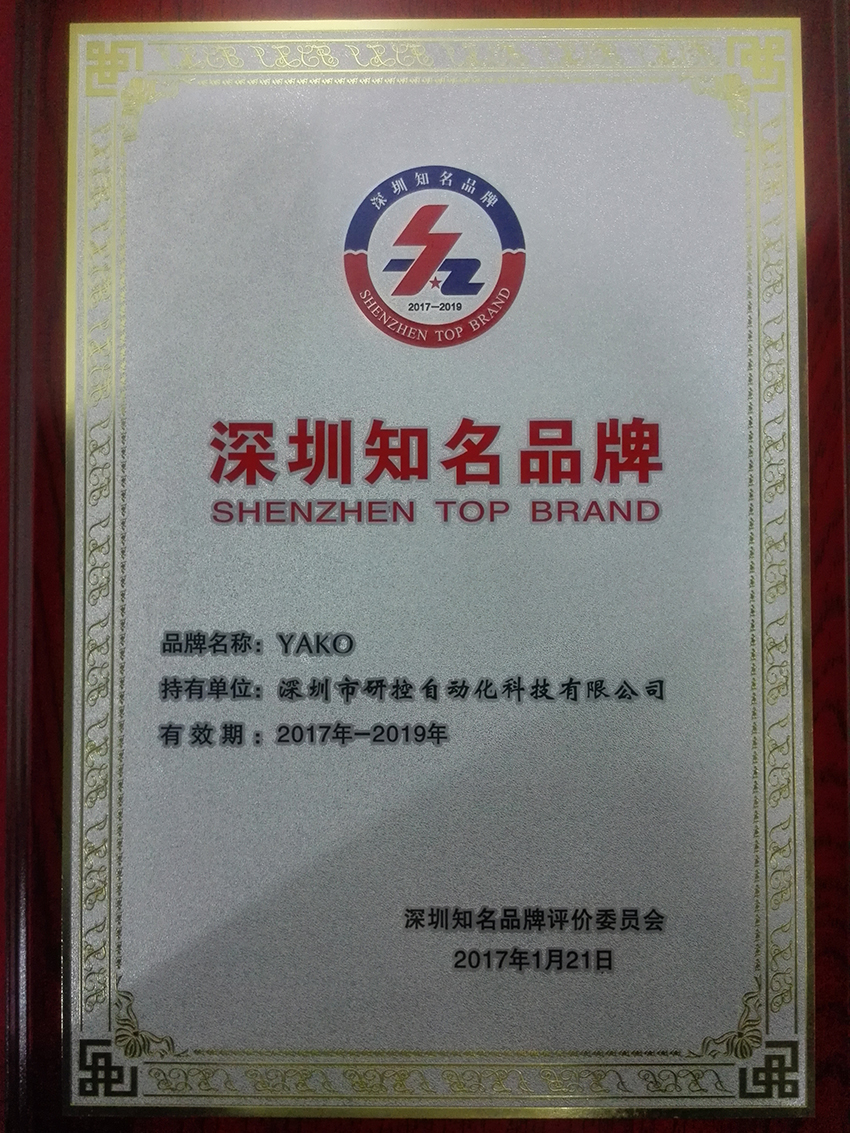 深圳知名品牌
2017—2019
SHENZHEN TOP BRAND
深圳知名品牌
SHENZHEN TOP BRAND
品牌名称：YAKO
持有单位：深圳市研控自动化科技有限公司
有效期：2017年—2019年
深圳知名品牌评价委员会
2017年1月21日